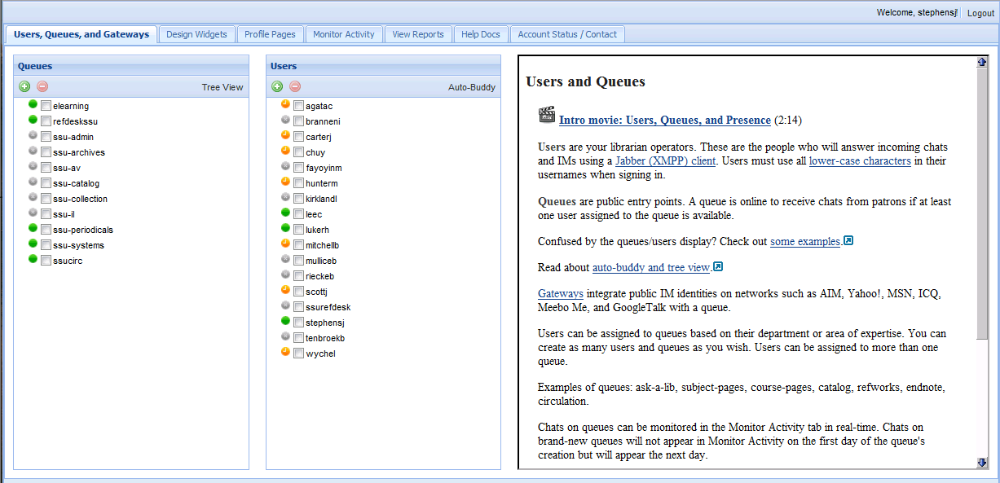 Welcome, stephensj!
Logout
Users, Queues, and Gateways
Design Widgets
Profile Pages
Monitor Activity
View Reports
Help Docs
Account Status / Contact
Queues
Tree View
elearning
refdeskssu
ssu-admin
ssu-archives
ssu-av
ssu-catalog
ssu-collection
ssu-il
ssu-periodicals
ssu-systems
ssucirc
Users
Auto-Buddy
agatac
branneni
carterj
chuy
fayoyinm
hunterm
kirklandl
leec
lukerh
mitchellb
mulliceb
rieckeb
scottj
ssurefdesk
stephensj
tenbroekb
wychel
Users and Queues
Intro movie: Users, Queues, and Presence (2:14)
Users are your librarian operators. These are the people who will answer incoming chats
and IMs using a Jabber (XMPP) client. Users must use all lower-case characters in their
usernames when signing in.
Queues are public entry points. A queue is online to receive chats from patrons if at least
one user assigned to the queue is available.
Confused by the queues/users display? Check out some examples.
Read about auto-buddy and tree view.
Gateways integrate public IM identities on networks such as AIM, Yahoo!, MSN, ICQ,
Meebo Me, and GoogleTalk with a queue.
Users can be assigned to queues based on their department or area of expertise. You can
create as many users and queues as you wish. Users can be assigned to more than one
queue.
Examples of queues: ask-a-lib, subject-pages, course-pages, catalog, refworks, endnote,
circulation.
Chats on queues can be monitored in the Monitor Activity tab in real-time. Chats on
brand-new queues will not appear in Monitor Activity on the first day of the queue's
creation but will appear the next day.